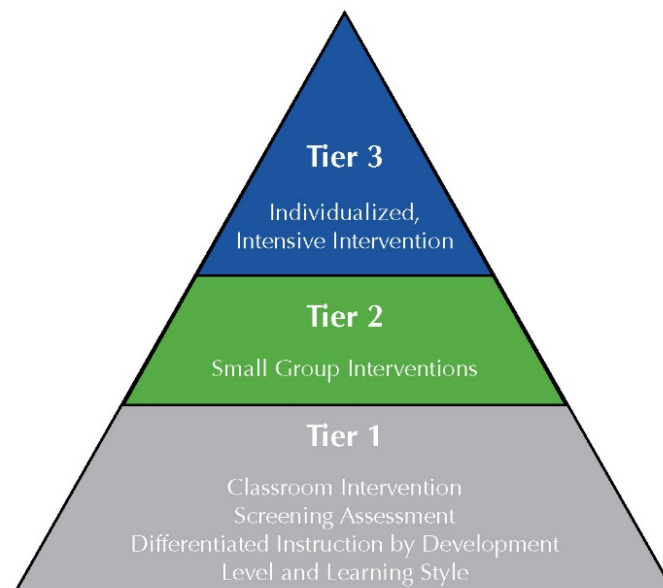 Tier 3
Individualized,
Intensive Intervention
Tier 2
Small Group Interventions
Tier 1
Classroom Intervention
Screening Assessment
Differentiated Instruction by Development
Level and Learning Style